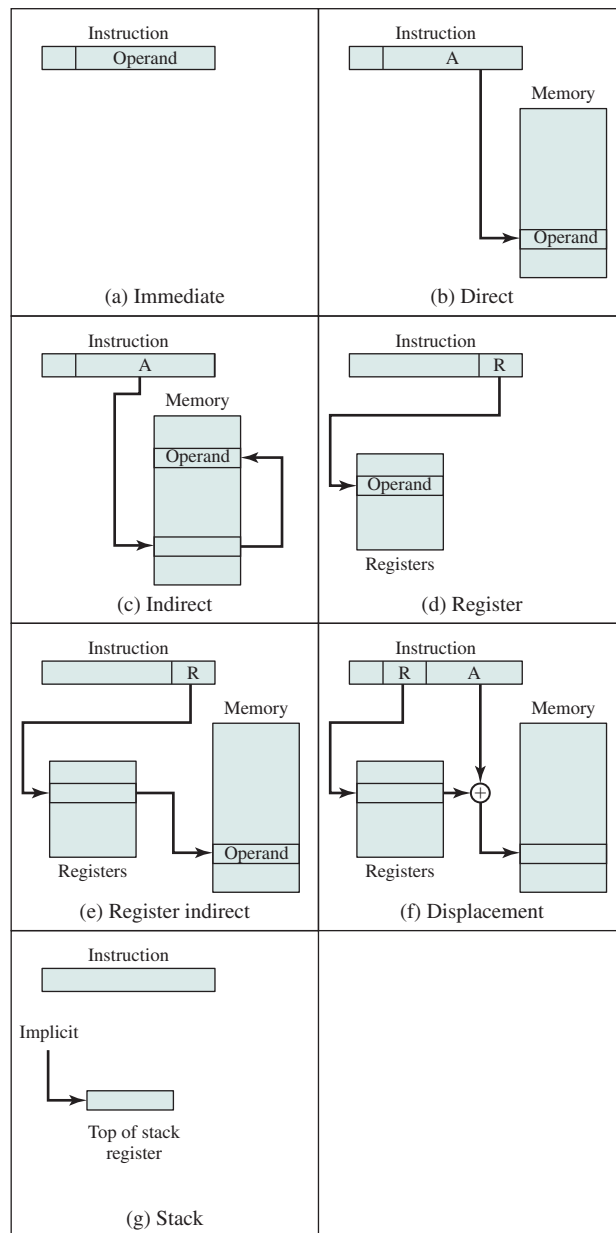 Instruction
Operand
(a) Immediate
Instruction
A
Memory
Operand
(b) Direct
Instruction
A
Memory
Operand
(c) Indirect
Instruction
R
Operand
Registers
(d) Register
Instruction
R
Memory
Operand
Registers
(e) Register indirect
Instruction
R A
Memory
+
Registers
(f) Displacement
Instruction
Implicit
Top of stack
register
(g) Stack